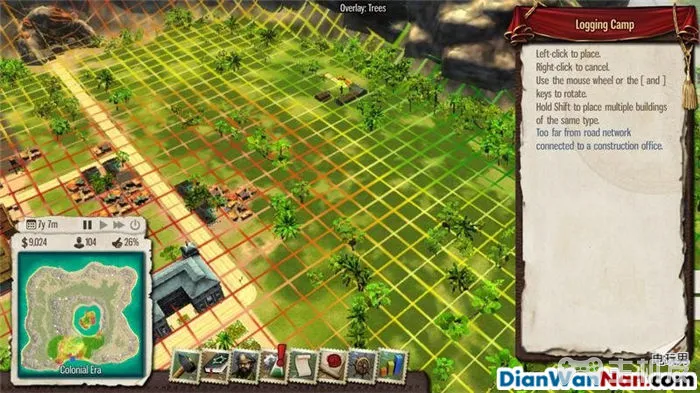 Overlay: Trees
Logging Camp
Left-click to place.
Right-click to cancel.
Use the mouse wheel or the [ and ]
keys to rotate.
Hold Shift to place multiple buildings
of the same type.
Too far from road network
connected to a construction office.
7y 7m
$ 9,024
104
26%
Colonial Era
DianWanNan.com